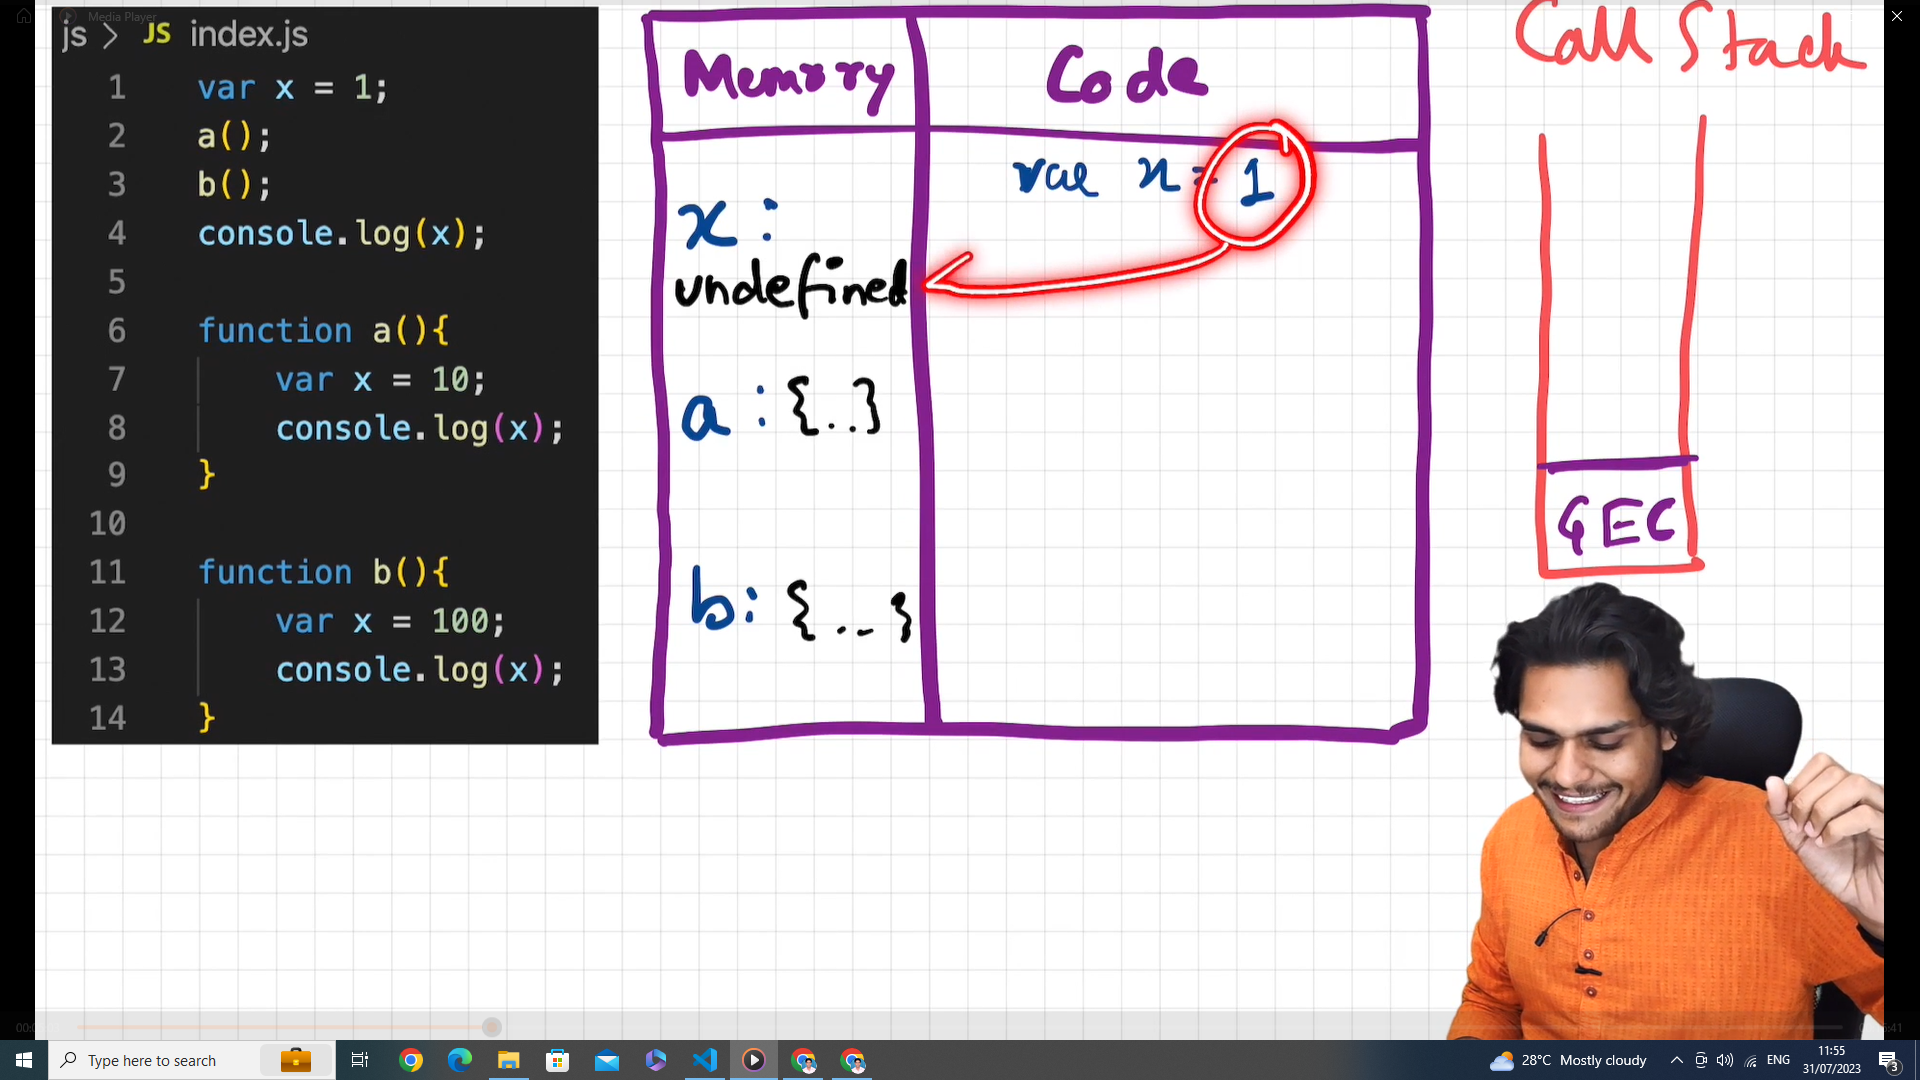 Media Player
js > JS index.js
1 var x = 1;
2 a();
3 b();
4 console.log(x);
5
6 function a(){
7 var x = 10;
8 console.log(x);
9 }
10
11 function b(){
12 var x = 100;
13 console.log(x);
14 }
Memory
Code
x :
undefined
a : {..}
b : {...}
var x = 1
Call Stack
GEC
Type here to search
28°C Mostly cloudy
ENG
11:55
31/07/2023
3